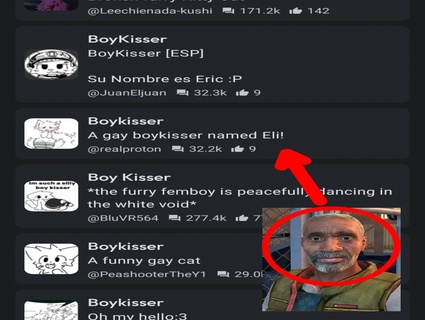 @Leechienada-kushi 171.2k 142
BoyKisser
BoyKisser [ESP]
Su Nombre es Eric :P
@JuanEljuan 32.3k 9
Boykisser
A gay boykisser named Eli!
@realproton 32.2k 9
Im such a silly
boy kisser
Boy Kisser
*the furry femboy is peacefully dancing in
the white void*
@BluVR564 277.4k
Boykisser
A funny gay cat
@PeashooterTheY1 29.0
Boykisser
Oh my hello:3